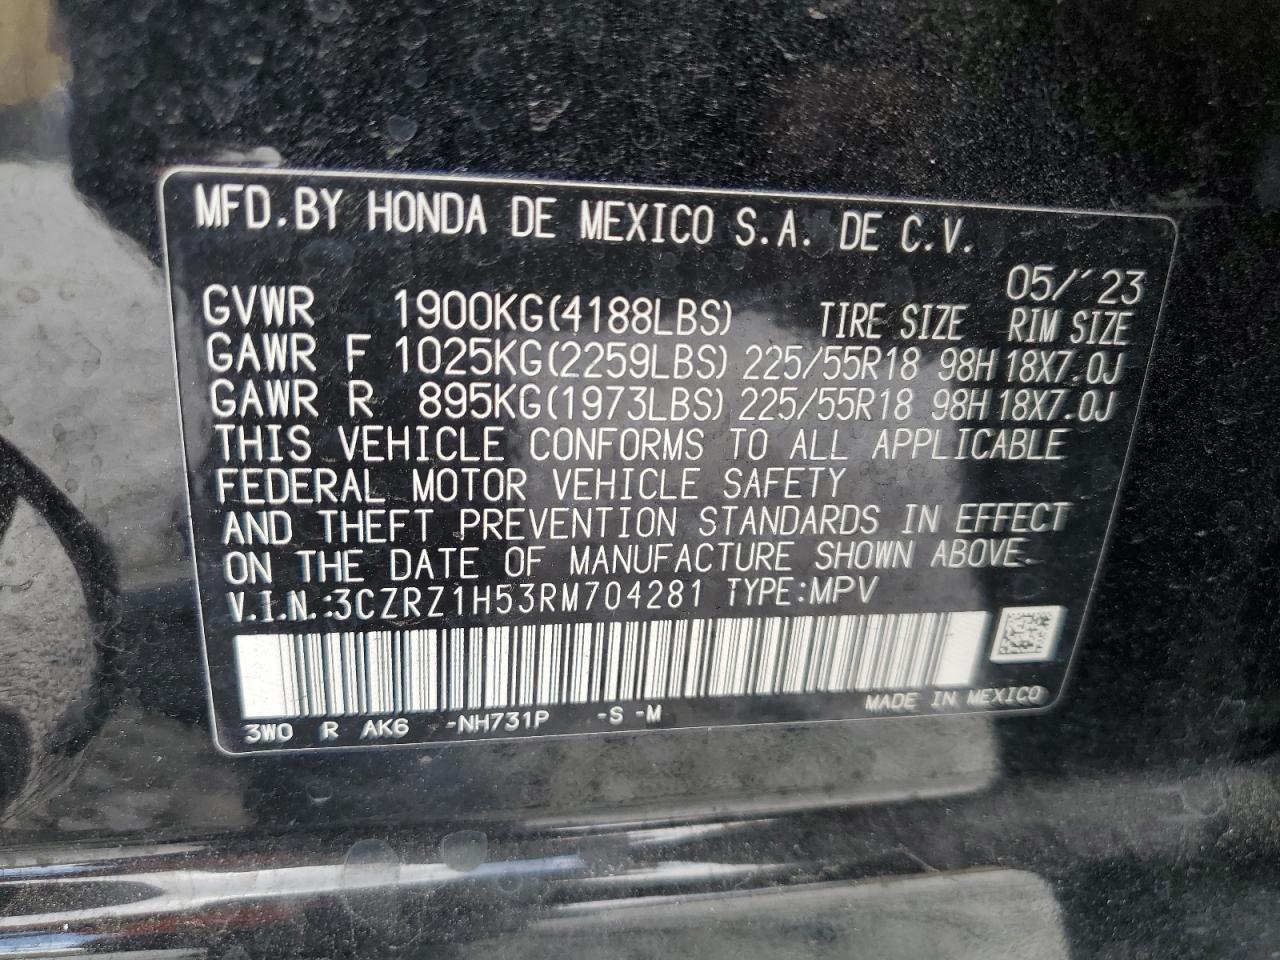 MFD.BY HONDA DE MEXICO S.A. DE C.V.
05/'23
GVWR 1900KG(4188LBS) TIRE SIZE RIM SIZE
GAWR F 1025KG(2259LBS) 225/55R18 98H 18X7.0J
GAWR R 895KG(1973LBS) 225/55R18 98H 18X7.0J
THIS VEHICLE CONFORMS TO ALL APPLICABLE
FEDERAL MOTOR VEHICLE SAFETY
AND THEFT PREVENTION STANDARDS IN EFFECT
ON THE DATE OF MANUFACTURE SHOWN ABOVE.
V.I.N.:3CZRZ1H53RM704281 TYPE:MPV
MADE IN MEXICO
3W0 R AK6 -NH731P -S -M